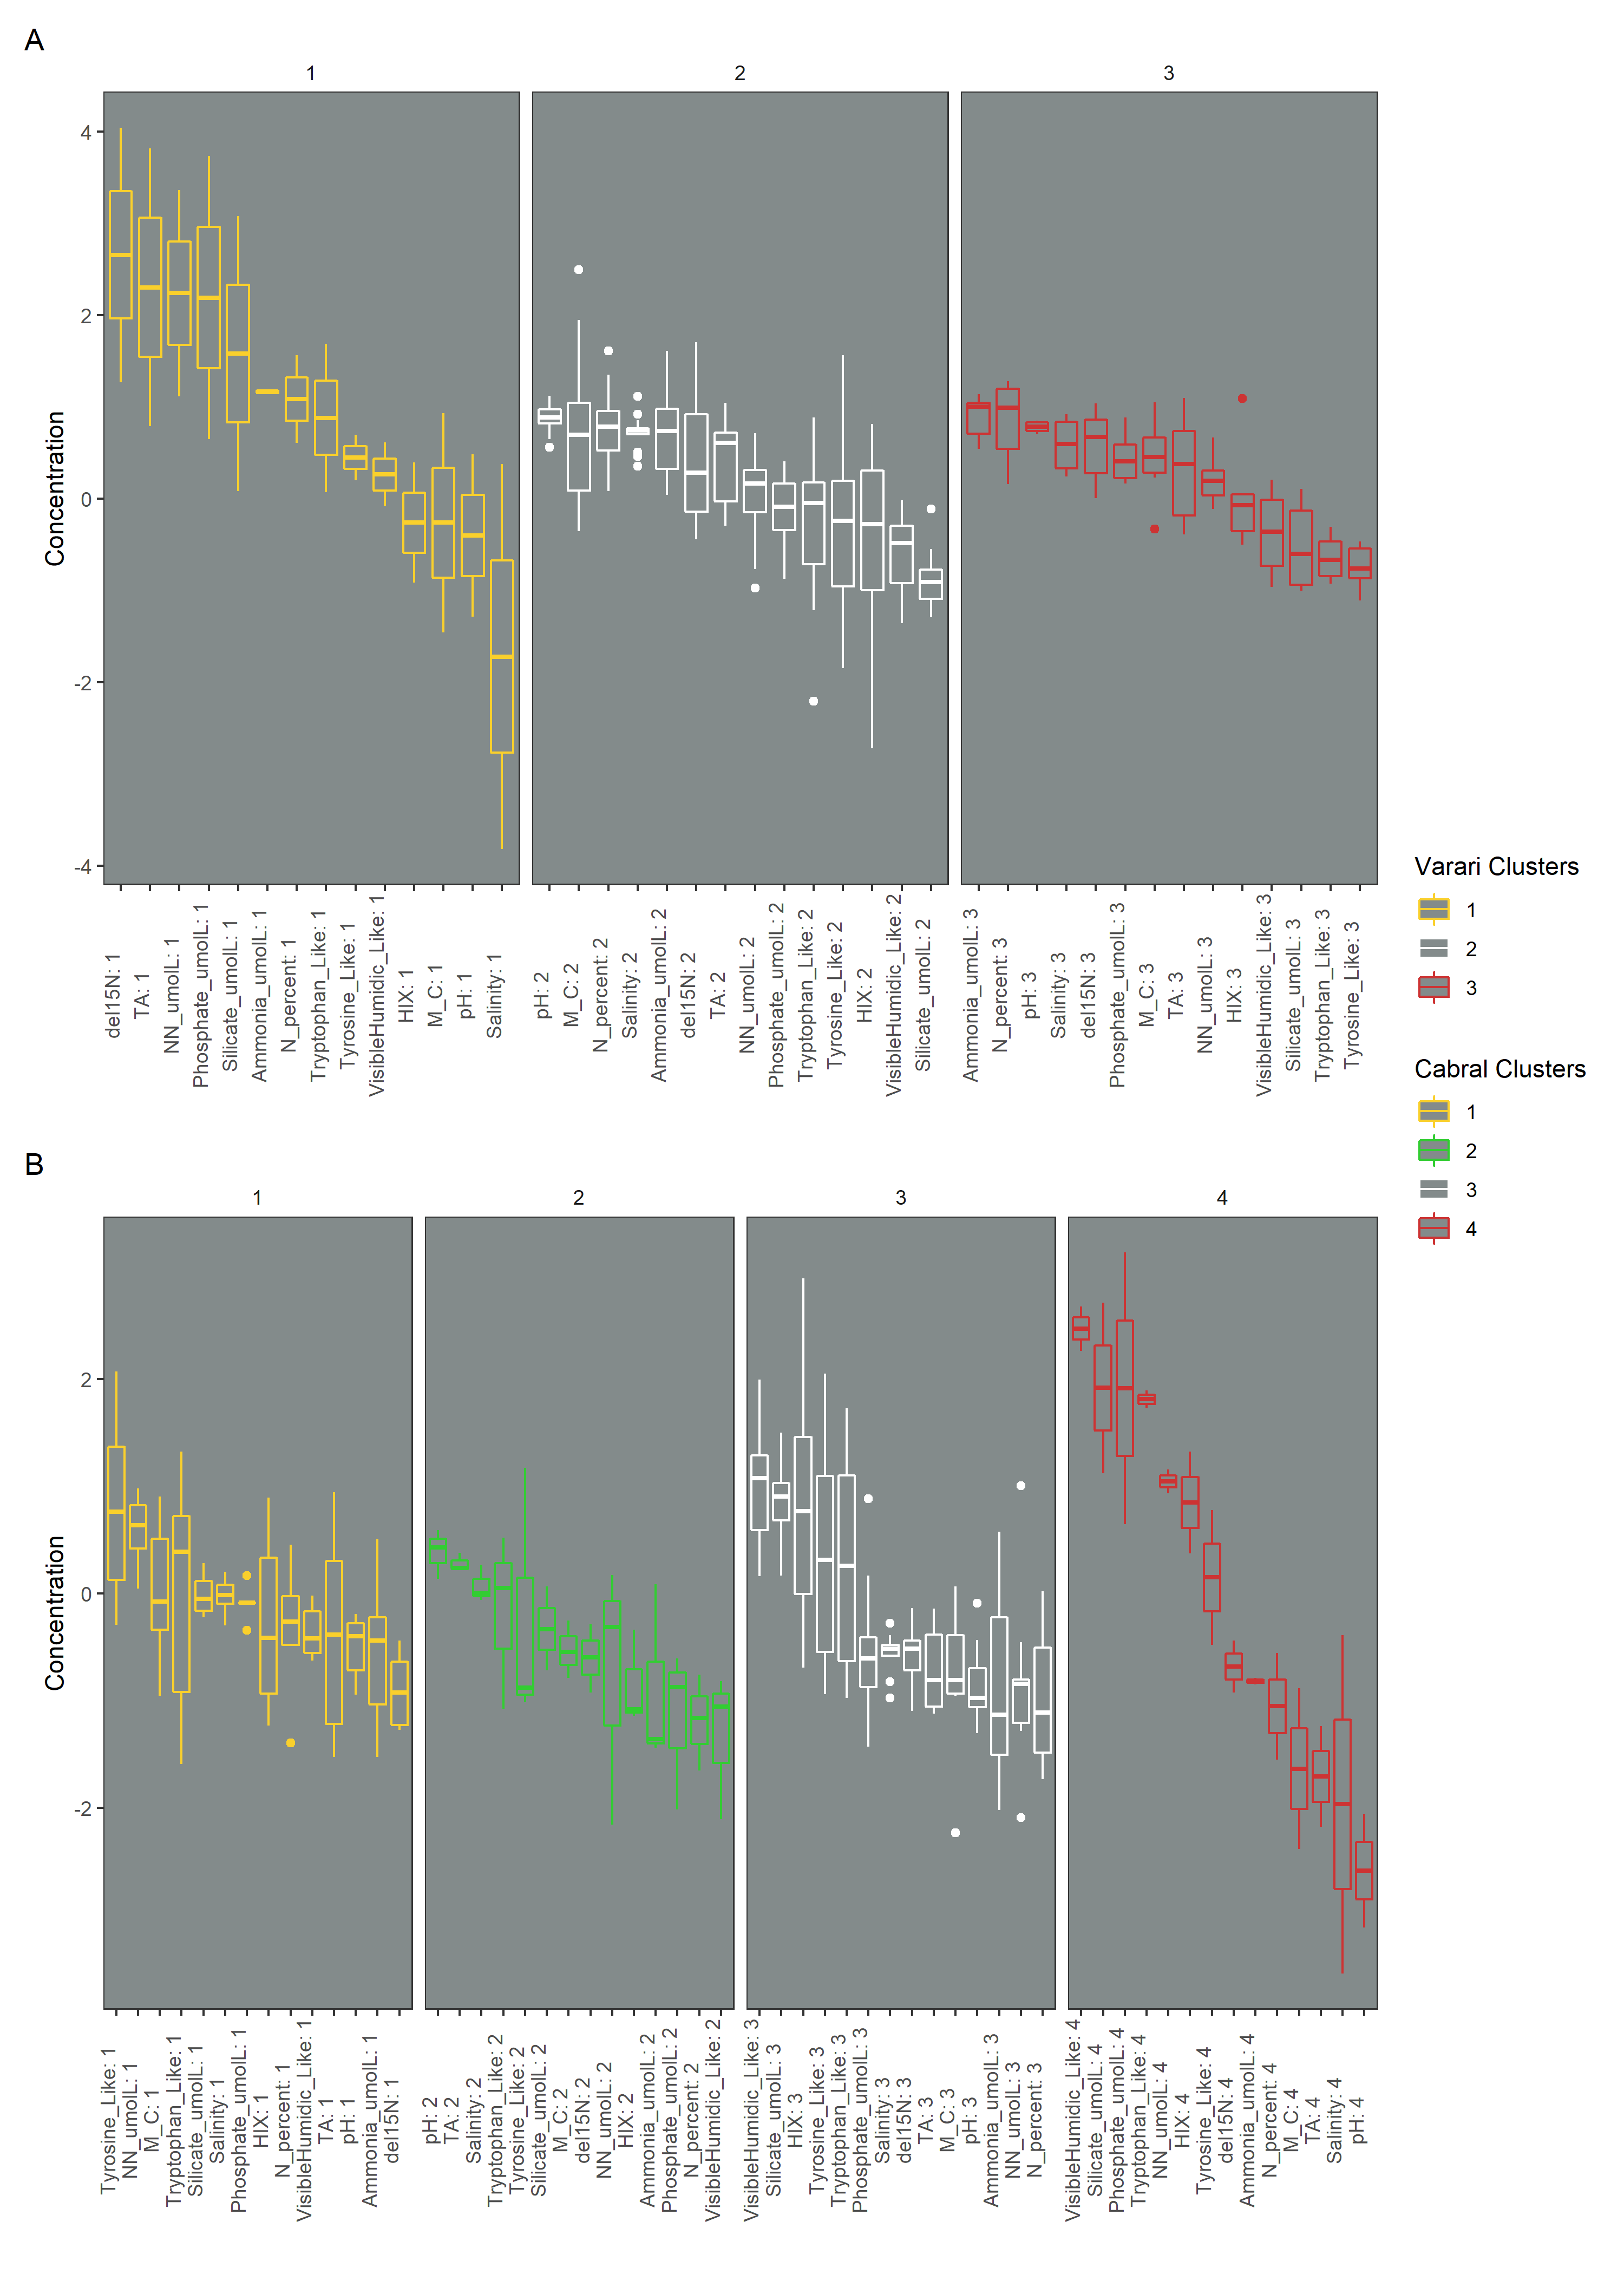 A
1
2
3
4
2
0
-2
-4
Concentration
del15N: 1
TA: 1
NN_umolL: 1
Phosphate_umolL: 1
Silicate_umolL: 1
Ammonia_umolL: 1
N_percent: 1
Tryptophan_Like: 1
Tyrosine_Like: 1
VisibleHumidic_Like: 1
HIX: 1
M_C: 1
pH: 1
Salinity: 1
pH: 2
M_C: 2
N_percent: 2
Salinity: 2
Ammonia_umolL: 2
del15N: 2
TA: 2
NN_umolL: 2
Phosphate_umolL: 2
Tryptophan_Like: 2
Tyrosine_Like: 2
HIX: 2
VisibleHumidic_Like: 2
Silicate_umolL: 2
Ammonia_umolL: 3
N_percent: 3
pH: 3
Salinity: 3
del15N: 3
Phosphate_umolL: 3
M_C: 3
TA: 3
NN_umolL: 3
HIX: 3
VisibleHumidic_Like: 3
Silicate_umolL: 3
Tryptophan_Like: 3
Tyrosine_Like: 3
Varari Clusters
1
2
3
Cabral Clusters
1
2
3
4
B
1
2
3
4
2
0
-2
Concentration
Tyrosine_Like: 1
NN_umolL: 1
M_C: 1
Tryptophan_Like: 1
Silicate_umolL: 1
Salinity: 1
Phosphate_umolL: 1
HIX: 1
N_percent: 1
VisibleHumidic_Like: 1
TA: 1
pH: 1
Ammonia_umolL: 1
del15N: 1
pH: 2
TA: 2
Salinity: 2
Tryptophan_Like: 2
Tyrosine_Like: 2
Silicate_umolL: 2
M_C: 2
del15N: 2
NN_umolL: 2
HIX: 2
Ammonia_umolL: 2
Phosphate_umolL: 2
N_percent: 2
VisibleHumidic_Like: 2
VisibleHumidic_Like: 3
Silicate_umolL: 3
HIX: 3
Tyrosine_Like: 3
Tryptophan_Like: 3
Phosphate_umolL: 3
Salinity: 3
del15N: 3
TA: 3
M_C: 3
pH: 3
Ammonia_umolL: 3
NN_umolL: 3
N_percent: 3
VisibleHumidic_Like: 4
Silicate_umolL: 4
Phosphate_umolL: 4
Tryptophan_Like: 4
NN_umolL: 4
HIX: 4
Tyrosine_Like: 4
del15N: 4
Ammonia_umolL: 4
N_percent: 4
M_C: 4
TA: 4
Salinity: 4
pH: 4